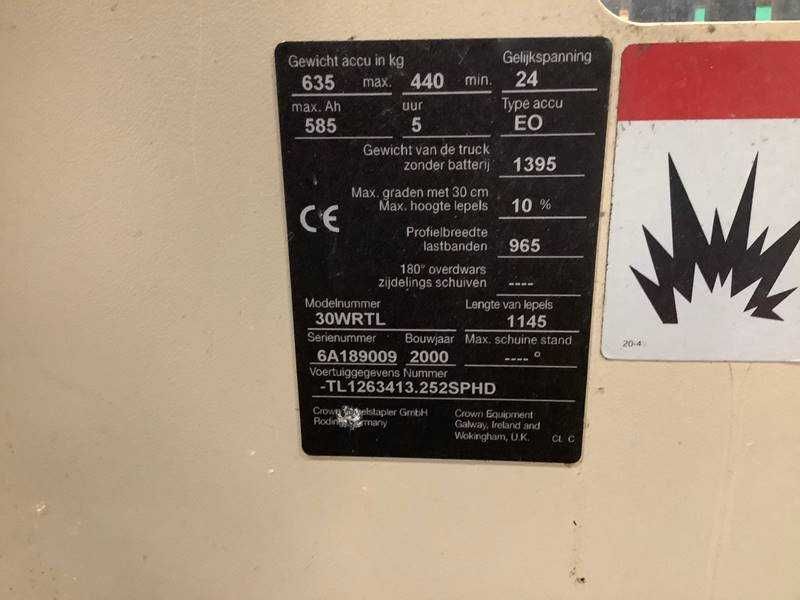 Gewicht accu in kg
Gelijkspanning
635 max. 440 min. 24
max. Ah uur Type accu
585 5 EO
Gewicht van de truck
zonder batterij 1395
Max. graden met 30 cm
Max. hoogte lepels 10 %
CE
Profielbreedte
lastbanden 965
180° overdwars
zijdelings schuiven ----
Modelnummer Lengte van lepels
30WRTL 1145
Serienummer Bouwjaar Max. schuine stand
6A189009 2000 ---- °
Voertuiggegevens Nummer
-TL1263413.252SPHD
Crown GmbH
Crown Equipment
Galway, Ireland and
Wokingham, U.K.
CL C
20-4